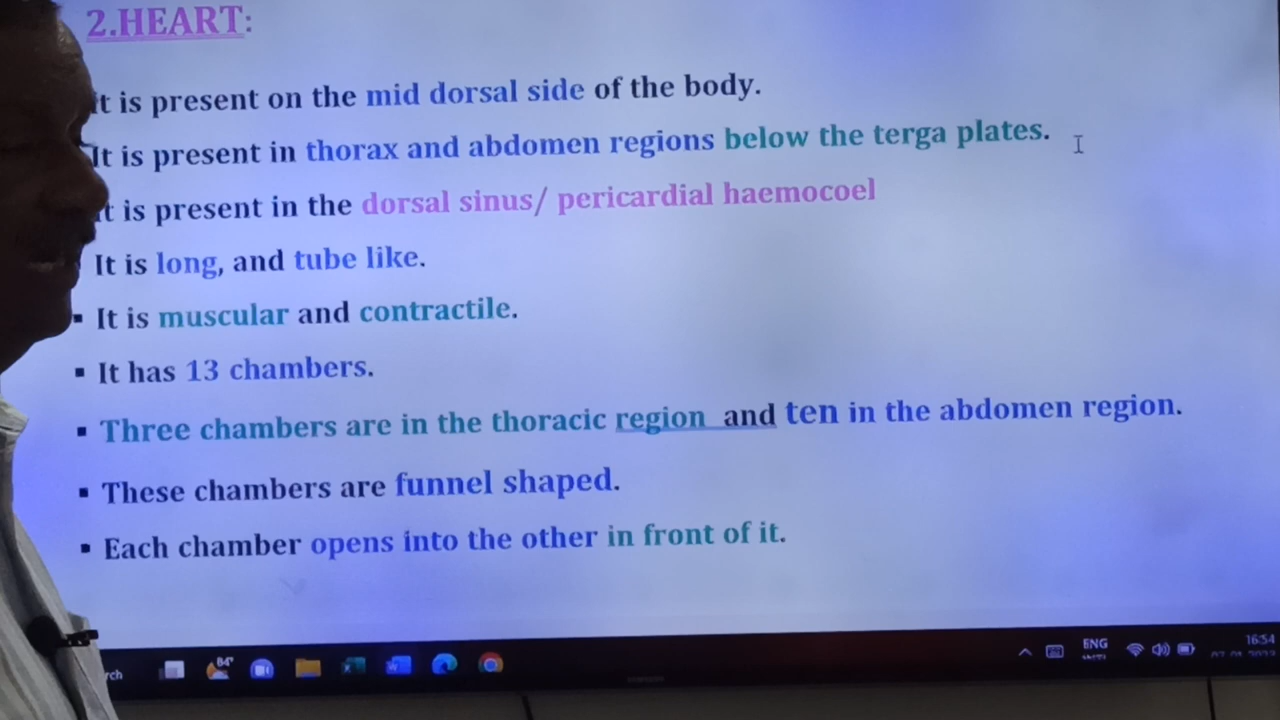 2.HEART:
It is present on the mid dorsal side of the body.
It is present in thorax and abdomen regions below the terga plates.
It is present in the dorsal sinus/ pericardial haemocoel
It is long, and tube like.
▪ It is muscular and contractile.
▪ It has 13 chambers.
▪ Three chambers are in the thoracic region and ten in the abdomen region.
▪ These chambers are funnel shaped.
▪ Each chamber opens into the other in front of it.
rch 84° ENG 16:54